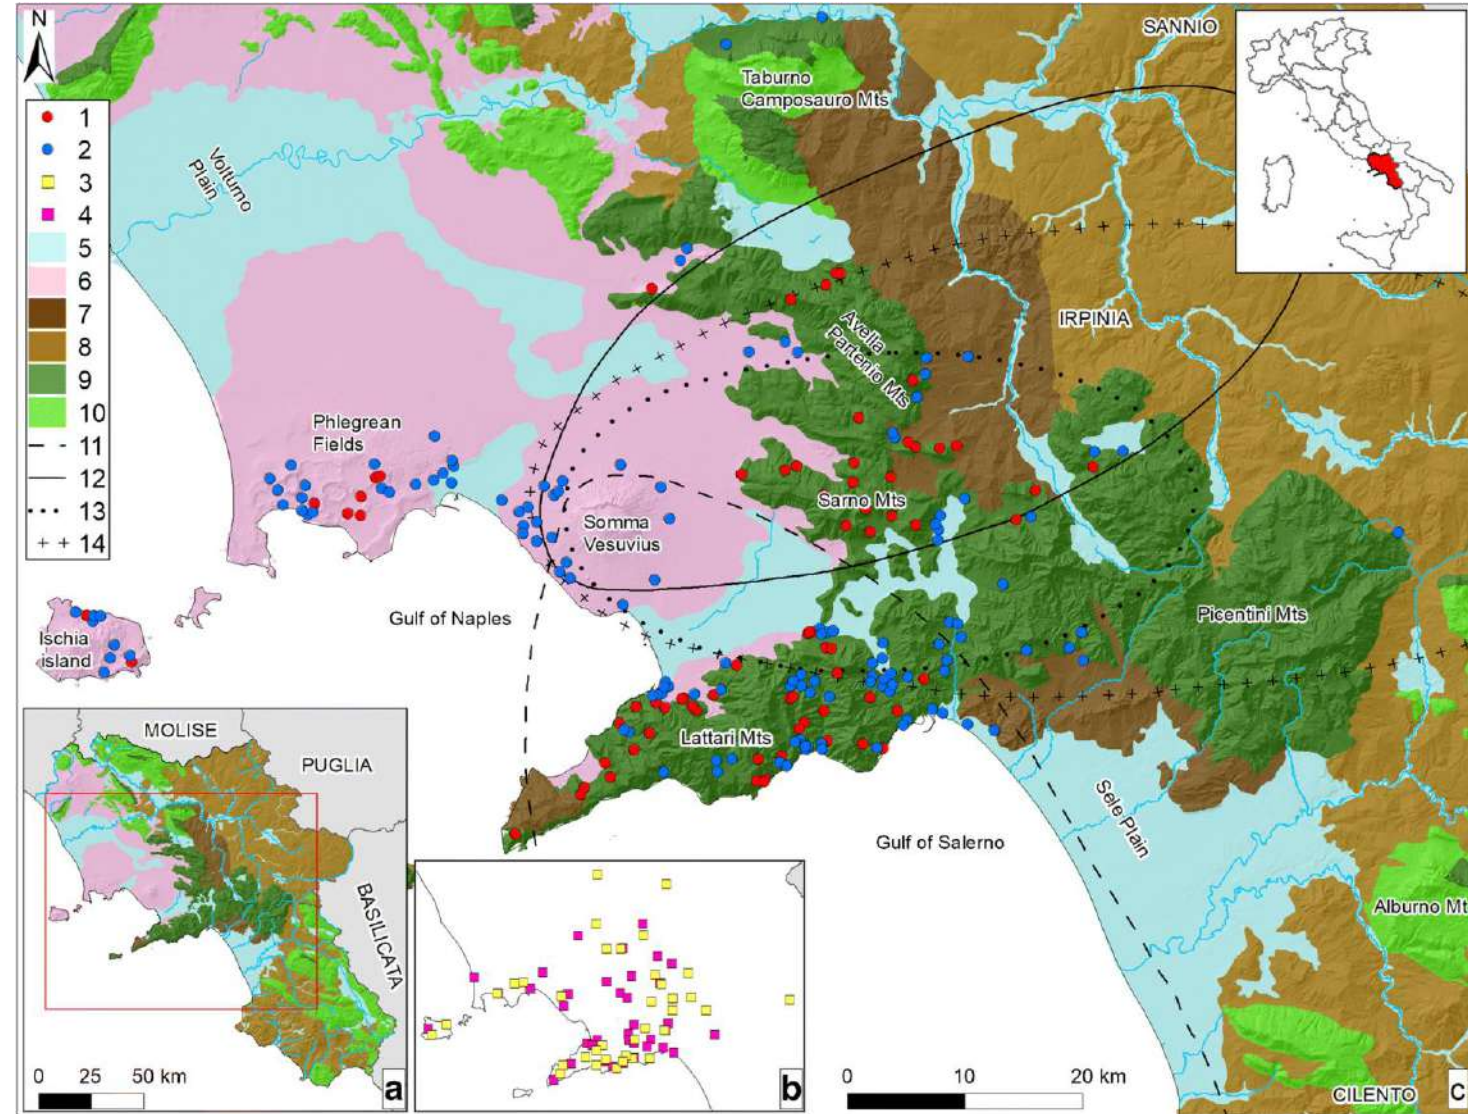 N
SANNIO
Taburno
Camposauro Mts
1
2
3
4
5
6
7
8
9
10
11
12
13
14
Volturno
Plain
IRPINIA
Avella
Partenio Mts
Phlegrean
Fields
Sarno Mts
Somma
Vesuvius
Picentini Mts
Gulf of Naples
Ischia
island
Lattari Mts
MOLISE
PUGLIA
BASILICATA
Sele Plain
Gulf of Salerno
Alburno Mt
0 25 50 km
a
b
0 10 20 km
CILENTO
c